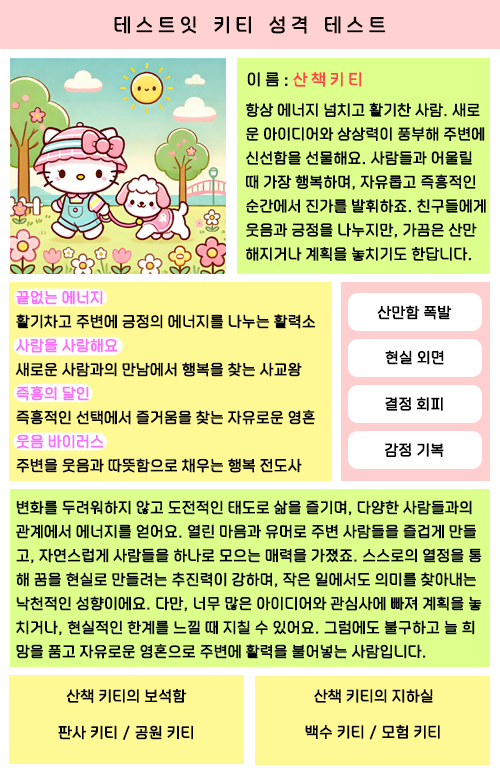 테스트잇 키티 성격 테스트
이름 : 산책키티
항상 에너지 넘치고 활기찬 사람. 새로
운 아이디어와 상상력이 풍부해 주변에
신선함을 선물해요. 사람들과 어울릴
때 가장 행복하며, 자유롭고 즉흥적인
순간에서 진가를 발휘하죠. 친구들에게
웃음과 긍정을 나누지만, 가끔은 산만
해지거나 계획을 놓치기도 한답니다.
끝없는 에너지
활기차고 주변에 긍정의 에너지를 나누는 활력소
사람을 사랑해요
새로운 사람과의 만남에서 행복을 찾는 사교왕
즉흥의 달인
즉흥적인 선택에서 즐거움을 찾는 자유로운 영혼
웃음 바이러스
주변을 웃음과 따뜻함으로 채우는 행복 전도사
산만함 폭발
현실 외면
결정 회피
감정 기복
변화를 두려워하지 않고 도전적인 태도로 삶을 즐기며, 다양한 사람들과의
관계에서 에너지를 얻어요. 열린 마음과 유머로 주변 사람들을 즐겁게 만들
고, 자연스럽게 사람들을 하나로 모으는 매력을 가졌죠. 스스로의 열정을 통
해 꿈을 현실로 만들려는 추진력이 강하며, 작은 일에서도 의미를 찾아내는
낙천적인 성향이에요. 다만, 너무 많은 아이디어와 관심사에 빠져 계획을 놓
치거나, 현실적인 한계를 느낄 때 지칠 수 있어요. 그럼에도 불구하고 늘 희
망을 품고 자유로운 영혼으로 주변에 활력을 불어넣는 사람입니다.
산책 키티의 보석함
판사 키티 / 공원 키티
산책 키티의 지하실
백수 키티 / 모험 키티